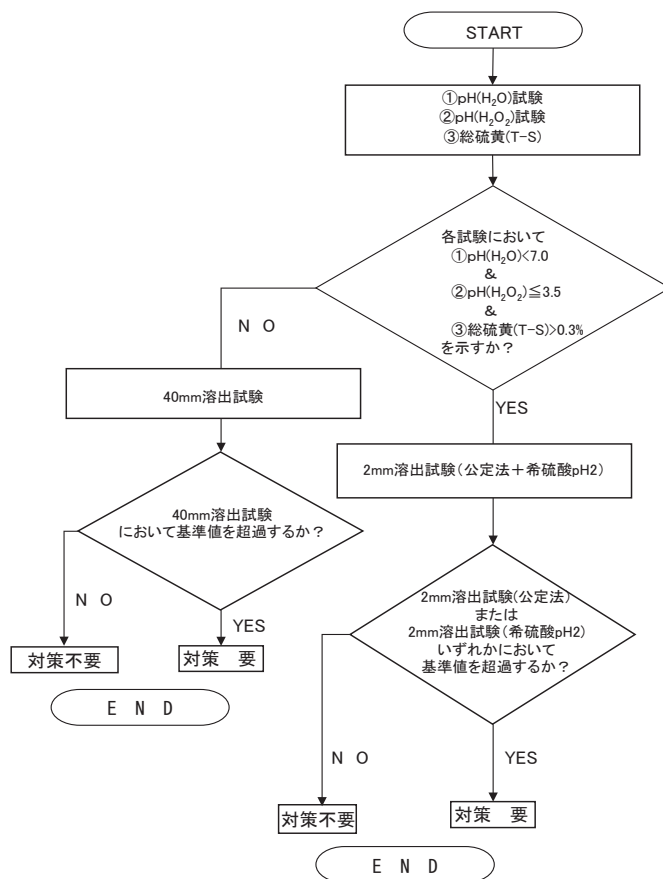 START
①pH(H₂O)試験
②pH(H₂O₂)試験
③総硫黄(T-S)
各試験において
①pH(H₂O)<7.0
&
②pH(H₂O₂)≦3.5
&
③総硫黄(T-S)>0.3%
を示すか？
N O
YES
40mm溶出試験
2mm溶出試験(公定法+希硫酸pH2)
40mm溶出試験
において基準値を超過するか？
N O
YES
対策不要
対策 要
E N D
2mm溶出試験(公定法)
または
2mm溶出試験(希硫酸pH2)
いずれかにおいて
基準値を超過するか？
N O
YES
対策不要
対策 要
E N D